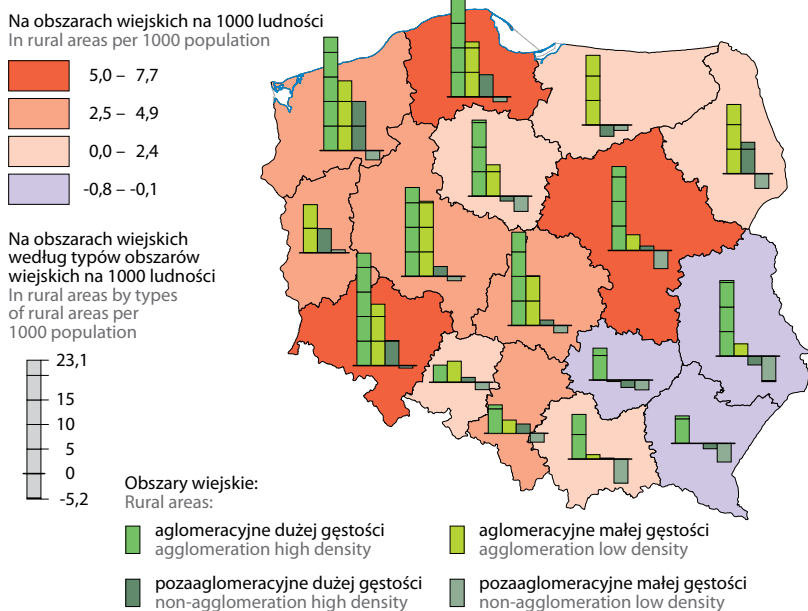 Na obszarach wiejskich na 1000 ludności
In rural areas per 1000 population
5,0 – 7,7
2,5 – 4,9
0,0 – 2,4
-0,8 – -0,1
Na obszarach wiejskich
według typów obszarów
wiejskich na 1000 ludności
In rural areas by types
of rural areas per
1000 population
23,1
15
10
5
0
-5,2
Obszary wiejskie:
Rural areas:
aglomeracyjne dużej gęstości
agglomeration high density
aglomeracyjne małej gęstości
agglomeration low density
pozaaglomeracyjne dużej gęstości
non-agglomeration high density
pozaaglomeracyjne małej gęstości
non-agglomeration low density